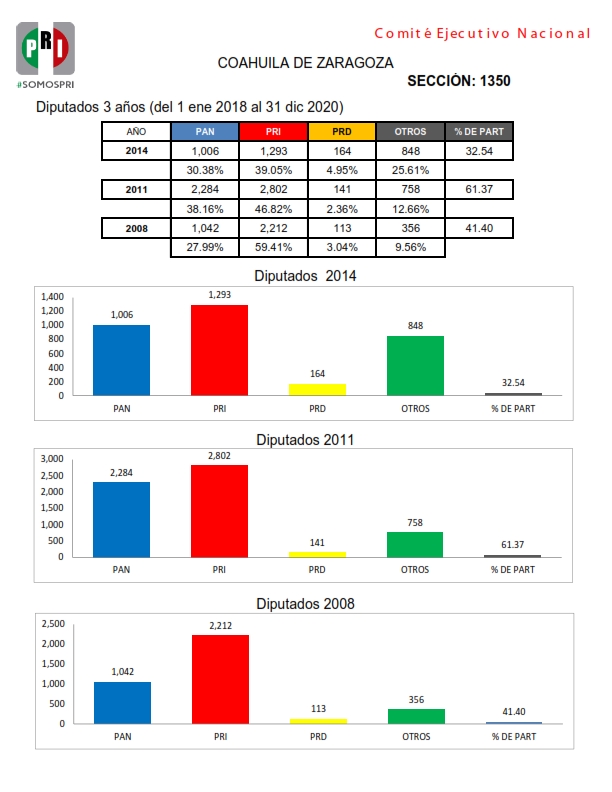 PRI
#SOMOSPRI
Comité Ejecutivo Nacional
COAHUILA DE ZARAGOZA
SECCIÓN: 1350
Diputados 3 años (del 1 ene 2018 al 31 dic 2020)
AÑO PAN PRI PRD OTROS % DE PART
2014 1,006 1,293 164 848 32.54
30.38% 39.05% 4.95% 25.61%
2011 2,284 2,802 141 758 61.37
38.16% 46.82% 2.36% 12.66%
2008 1,042 2,212 113 356 41.40
27.99% 59.41% 3.04% 9.56%
Diputados 2014
1,400
1,200
1,000
800
600
400
200
0
1,006 1,293 164 848 32.54
PAN PRI PRD OTROS % DE PART
Diputados 2011
3,000
2,500
2,000
1,500
1,000
500
0
2,284 2,802 141 758 61.37
PAN PRI PRD OTROS % DE PART
Diputados 2008
2,500
2,000
1,500
1,000
500
0
1,042 2,212 113 356 41.40
PAN PRI PRD OTROS % DE PART